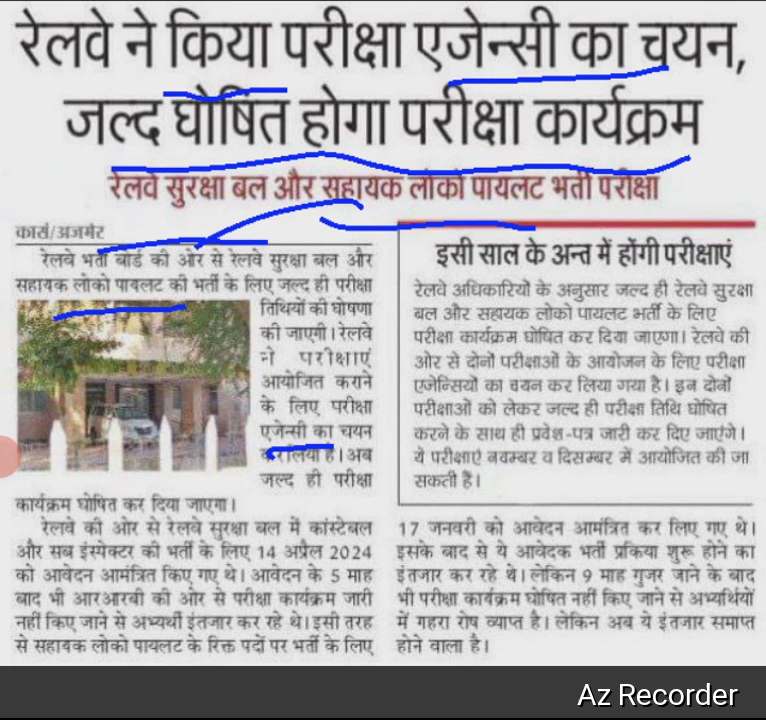 रेलवे ने किया परीक्षा एजेन्सी का चयन,
जल्द घोषित होगा परीक्षा कार्यक्रम
रेलवे सुरक्षा बल और सहायक लोको पायलट भर्ती परीक्षा
कासं/अजमेर
रेलवे भर्ती बोर्ड की ओर से रेलवे सुरक्षा बल और
सहायक लोको पायलट की भर्ती के लिए जल्द ही परीक्षा
तिथियों की घोषणा
की जाएगी। रेलवे
ने परीक्षाएं
आयोजित कराने
के लिए परीक्षा
एजेन्सी का चयन
कर लिया है। अब
जल्द ही परीक्षा
कार्यक्रम घोषित कर दिया जाएगा।
रेलवे की ओर से रेलवे सुरक्षा बल में कांस्टेबल
और सब इंस्पेक्टर की भर्ती के लिए 14 अप्रैल 2024
को आवेदन आमंत्रित किए गए थे। आवेदन के 5 माह
बाद भी आरआरबी की ओर से परीक्षा कार्यक्रम जारी
नहीं किए जाने से अभ्यर्थी इंतजार कर रहे थे। इसी तरह
से सहायक लोको पायलट के रिक्त पदों पर भर्ती के लिए
इसी साल के अन्त में होंगी परीक्षाएं
रेलवे अधिकारियों के अनुसार जल्द ही रेलवे सुरक्षा
बल और सहायक लोको पायलट भर्ती के लिए
परीक्षा कार्यक्रम घोषित कर दिया जाएगा। रेलवे की
ओर से दोनों परीक्षाओं के आयोजन के लिए परीक्षा
एजेन्सियों का चयन कर लिया गया है। इन दोनों
परीक्षाओं को लेकर जल्द ही परीक्षा तिथि घोषित
करने के साथ ही प्रवेश-पत्र जारी कर दिए जाएंगे।
ये परीक्षाएं नवम्बर व दिसम्बर में आयोजित की जा
सकती हैं।
17 जनवरी को आवेदन आमंत्रित कर लिए गए थे।
इसके बाद से ये आवेदक भर्ती प्रकिया शुरू होने का
इंतजार कर रहे थे। लेकिन 9 माह गुजर जाने के बाद
भी परीक्षा कार्यक्रम घोषित नहीं किए जाने से अभ्यर्थियों
में गहरा रोष व्याप्त है। लेकिन अब ये इंतजार समाप्त
होने वाला है।
Az Recorder